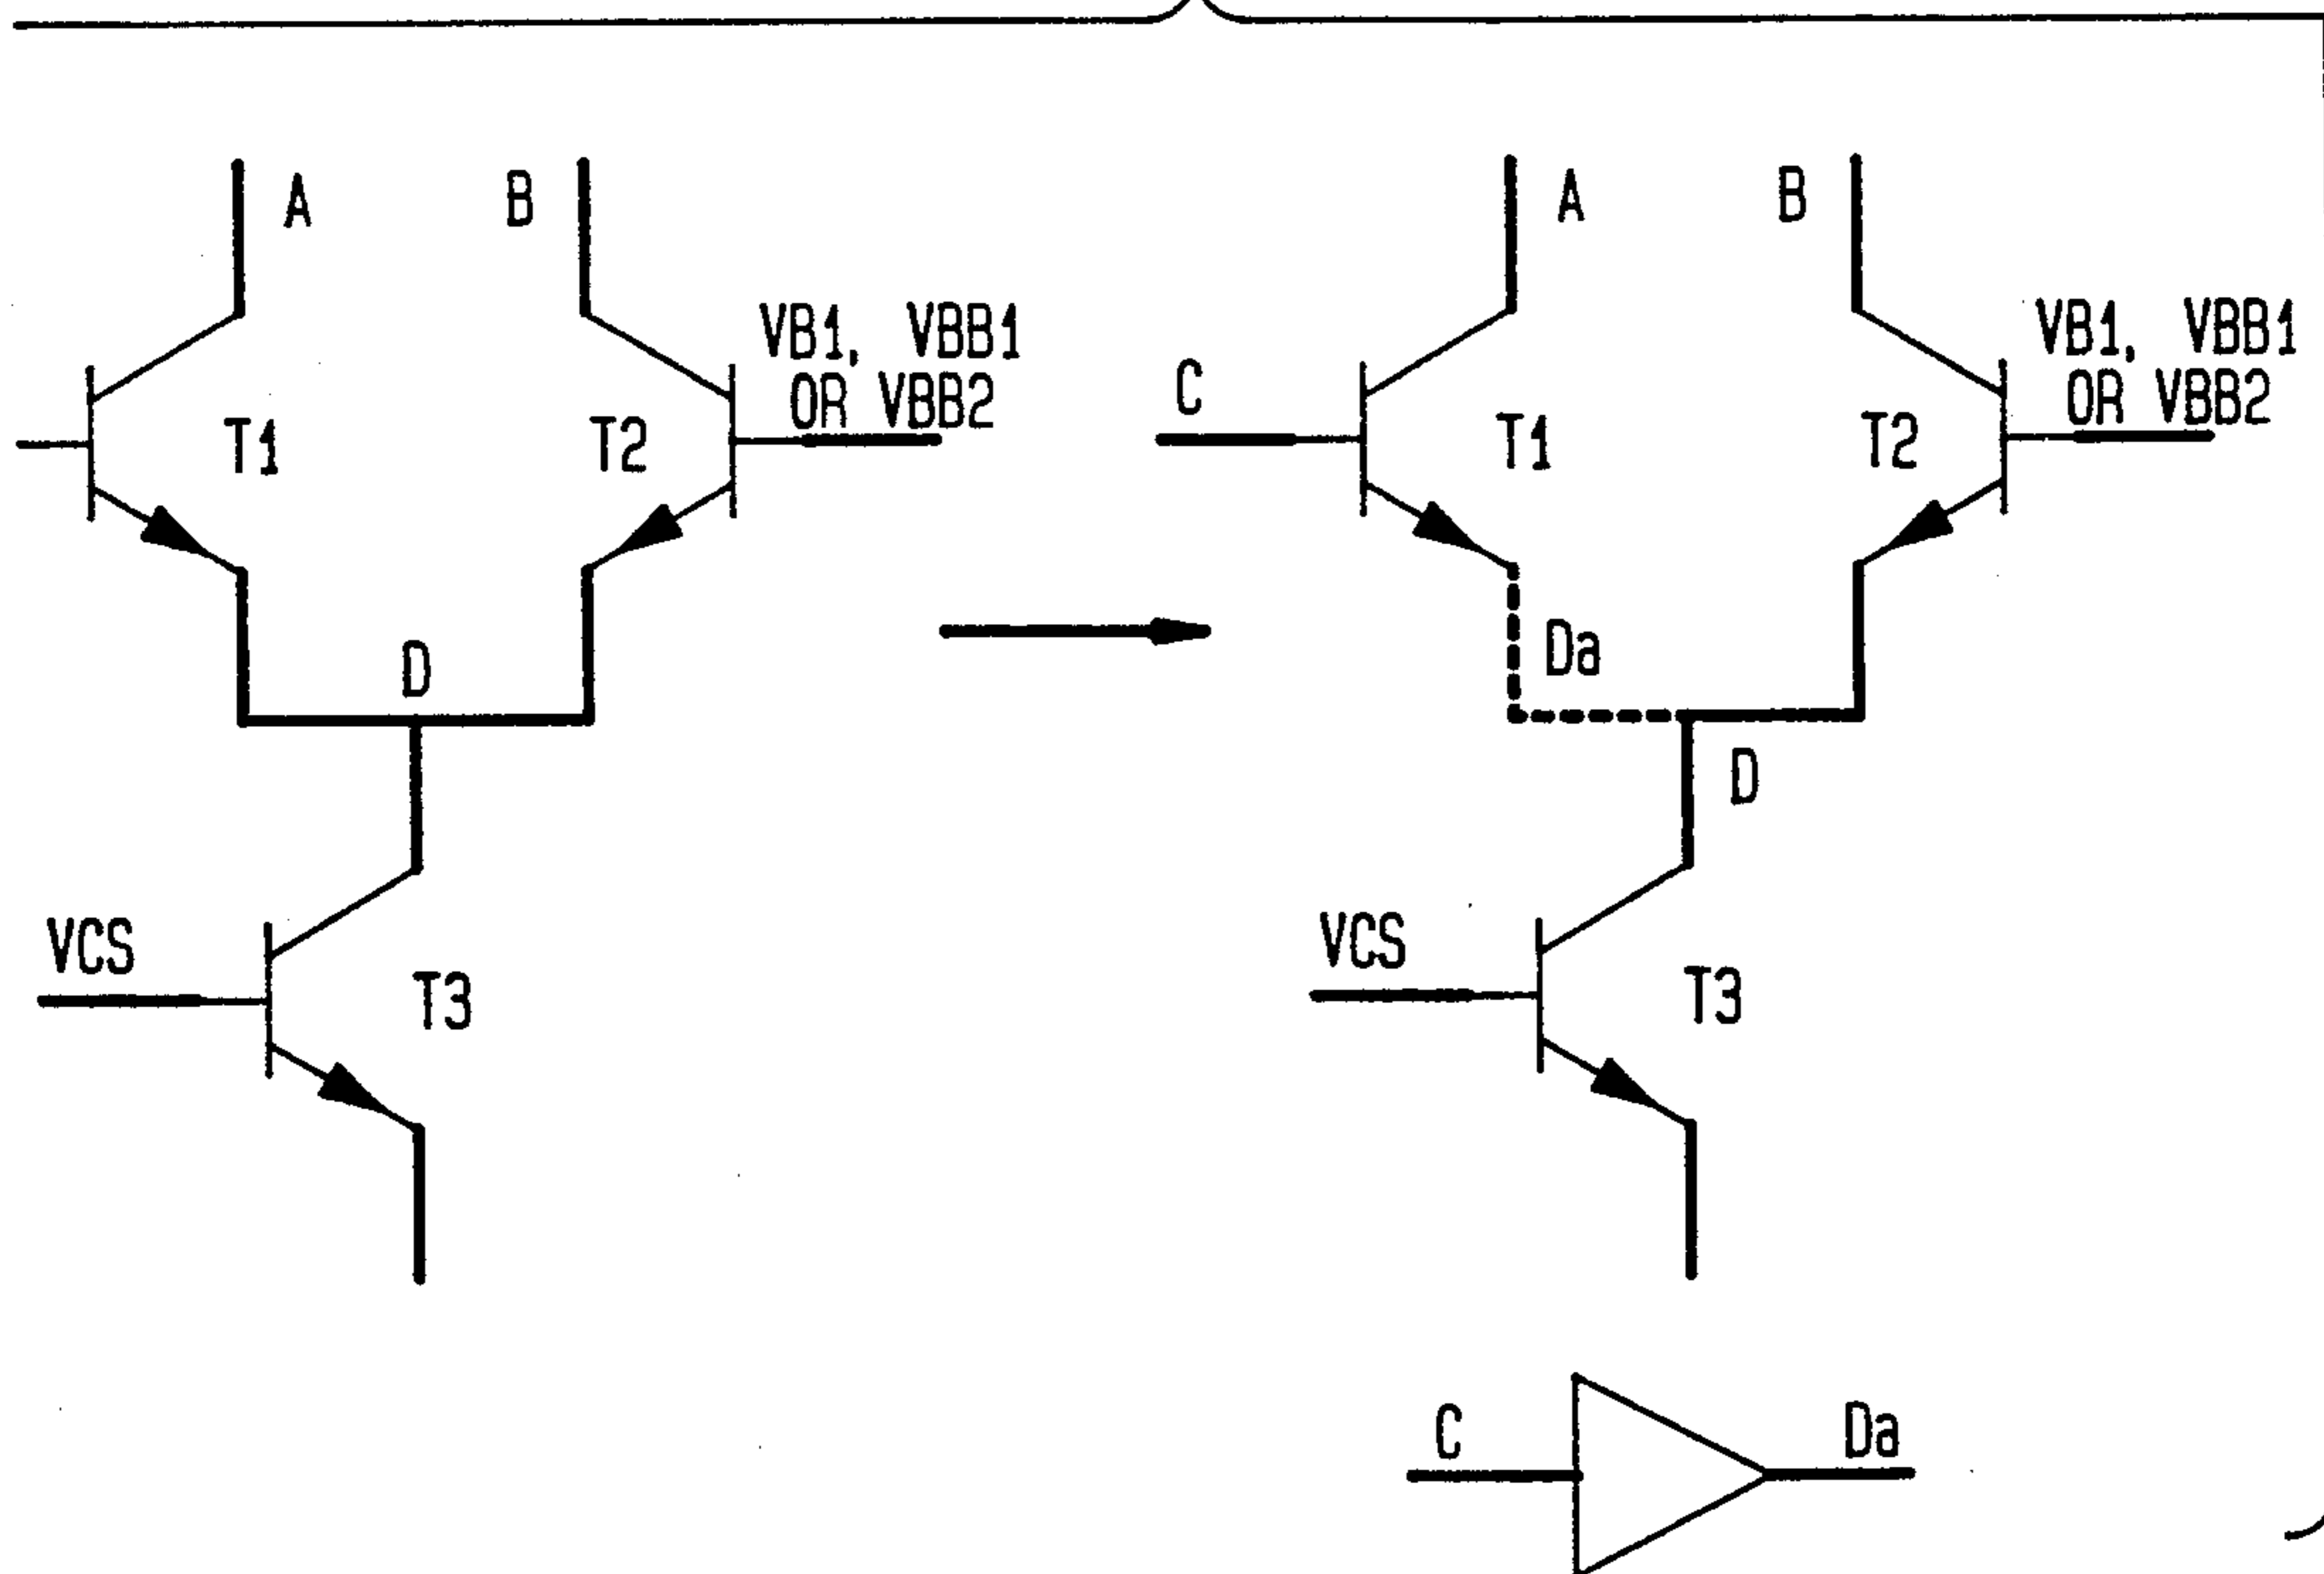 A B
VB1, VBB1
OR VBB2
T1 T2
D
VCS
T3
A B
VB1, VBB1
OR VBB2
C
T1 T2
Da
D
VCS
T3
C Da